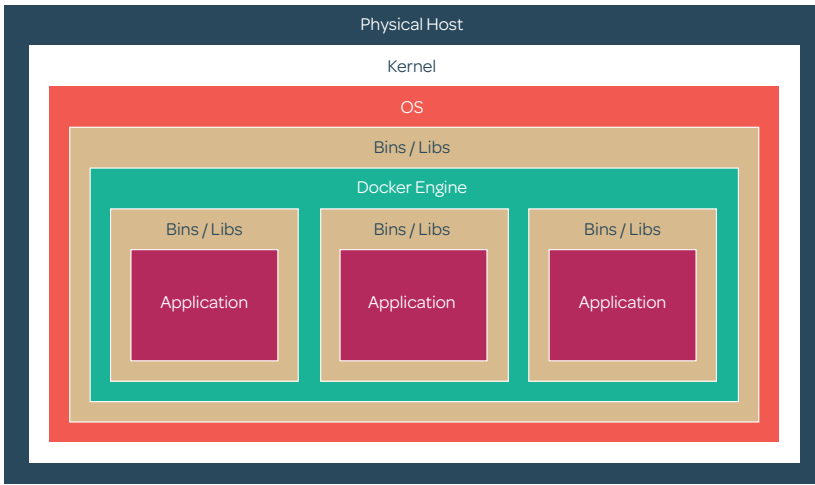 Physical Host
Kernel
OS
Bins / Libs
Docker Engine
Bins / Libs
Bins / Libs
Bins / Libs
Application
Application
Application